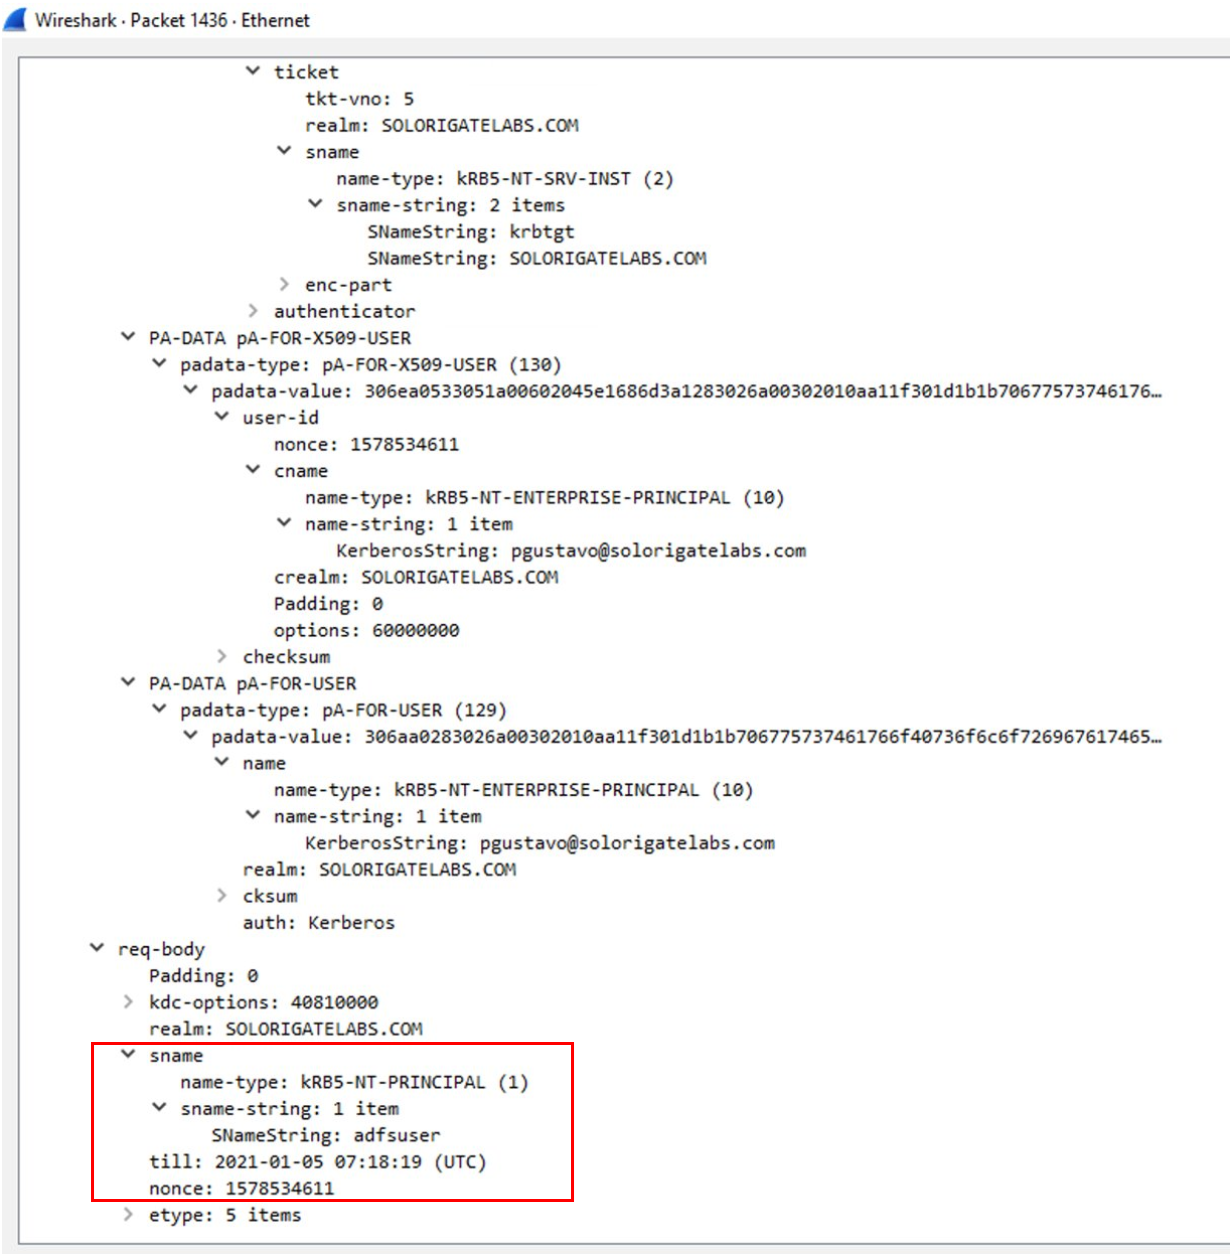 Wireshark · Packet 1436 · Ethernet
ticket
tkt-vno: 5
realm: SOLORIGATELABS.COM
sname
name-type: kRB5-NT-SRV-INST (2)
sname-string: 2 items
SNameString: krbtgt
SNameString: SOLORIGATELABS.COM
enc-part
authenticator
PA-DATA pA-FOR-X509-USER
padata-type: pA-FOR-X509-USER (130)
padata-value: 306ea0533051a00602045e1686d3a1283026a00302010aa11f301d1b1b70677573746176…
user-id
nonce: 1578534611
cname
name-type: kRB5-NT-ENTERPRISE-PRINCIPAL (10)
name-string: 1 item
KerberosString: pgustavo@solorigatelabs.com
crealm: SOLORIGATELABS.COM
Padding: 0
options: 60000000
checksum
PA-DATA pA-FOR-USER
padata-type: pA-FOR-USER (129)
padata-value: 306aa0283026a00302010aa11f301d1b1b706775737461766f40736f6c6f726967617465…
name
name-type: kRB5-NT-ENTERPRISE-PRINCIPAL (10)
name-string: 1 item
KerberosString: pgustavo@solorigatelabs.com
realm: SOLORIGATELABS.COM
cksum
auth: Kerberos
req-body
Padding: 0
kdc-options: 40810000
realm: SOLORIGATELABS.COM
sname
name-type: kRB5-NT-PRINCIPAL (1)
sname-string: 1 item
SNameString: adfsuser
till: 2021-01-05 07:18:19 (UTC)
nonce: 1578534611
etype: 5 items